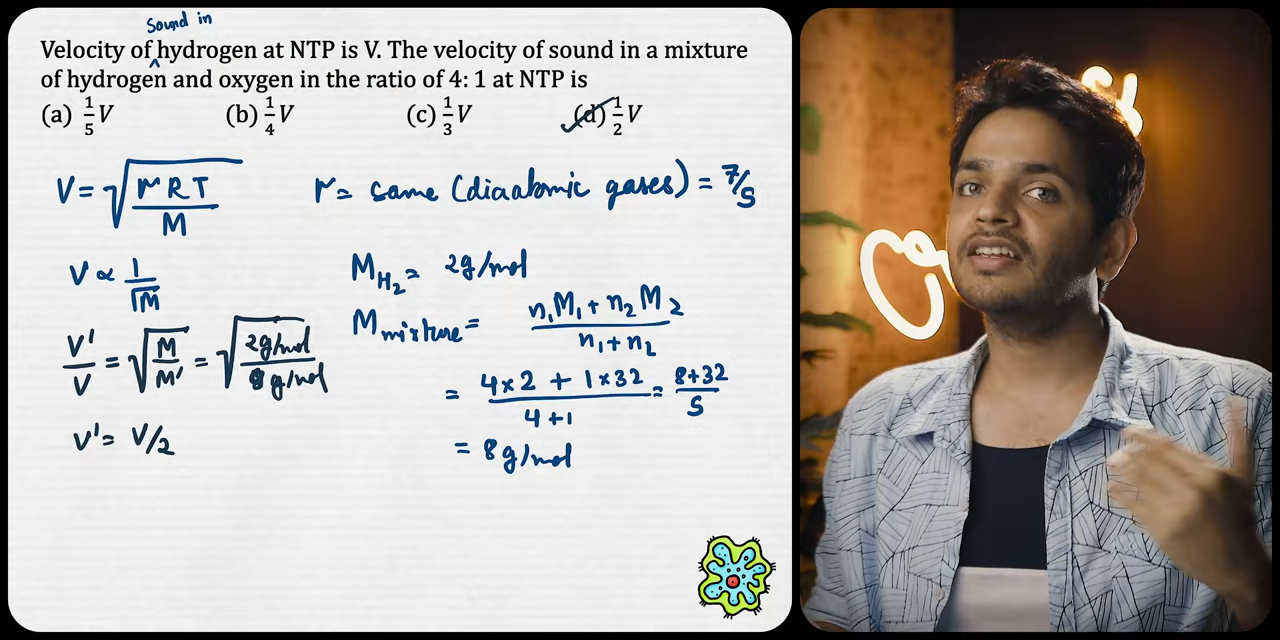 Sound in
Velocity of ^ hydrogen at NTP is V. The velocity of sound in a mixture
of hydrogen and oxygen in the ratio of 4: 1 at NTP is
(a) 1/5 V (b) 1/4 V (c) 1/3 V (d) 1/2 V
V = √(rRT/M)
r = same (diaatomic gases) = 7/5
V ∝ 1/√M
V'/V = √(M/M') = √(2g/mol / 8g/mol)
V' = V/2
M_H₂ = 2g/mol
M_mixture = (n₁M₁ + n₂M₂)/(n₁ + n₂)
= (4×2 + 1×32)/(4+1) = (8+32)/5
= 8g/mol